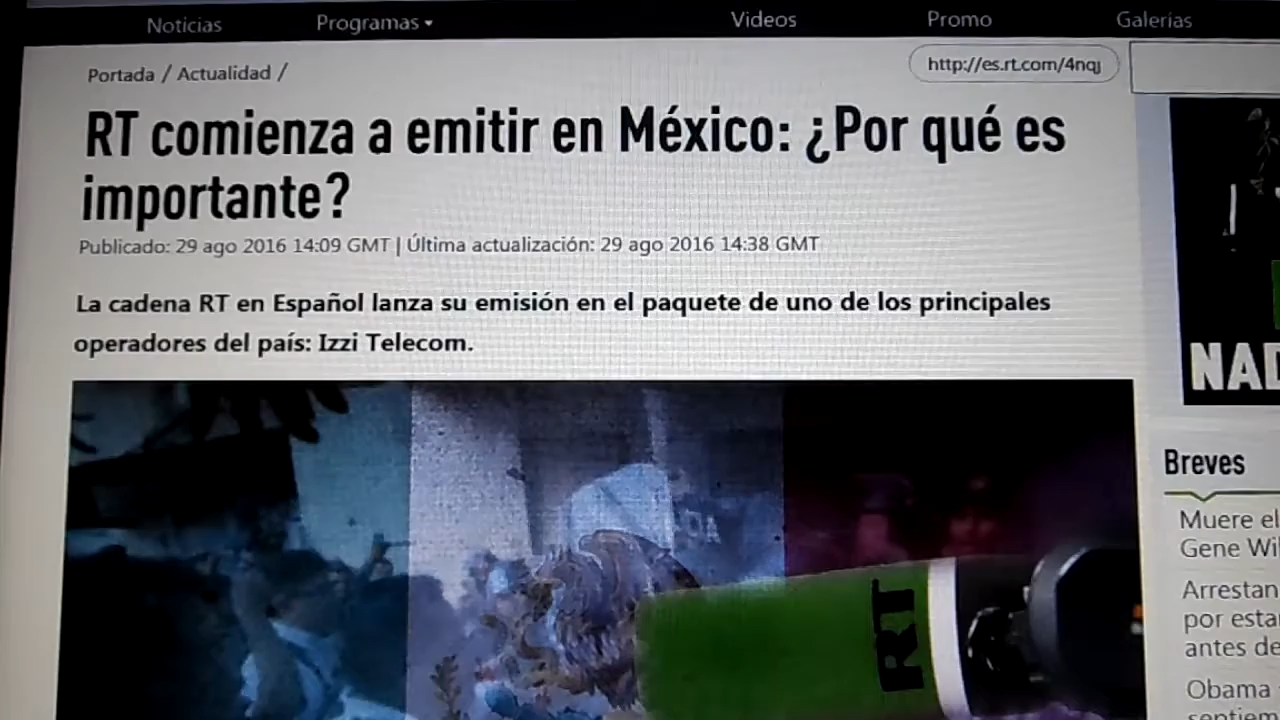 Noticias Programas Videos Promo Galerías
Portada / Actualidad /
http://es.rt.com/4nqj
RT comienza a emitir en México: ¿Por qué es
importante?
Publicado: 29 ago 2016 14:09 GMT | Última actualización: 29 ago 2016 14:38 GMT
La cadena RT en Español lanza su emisión en el paquete de uno de los principales
operadores del país: Izzi Telecom.
RT
NAD
Breves
Muere el
Gene Wil
Arrestan
por esta
antes de
Obama
septiem